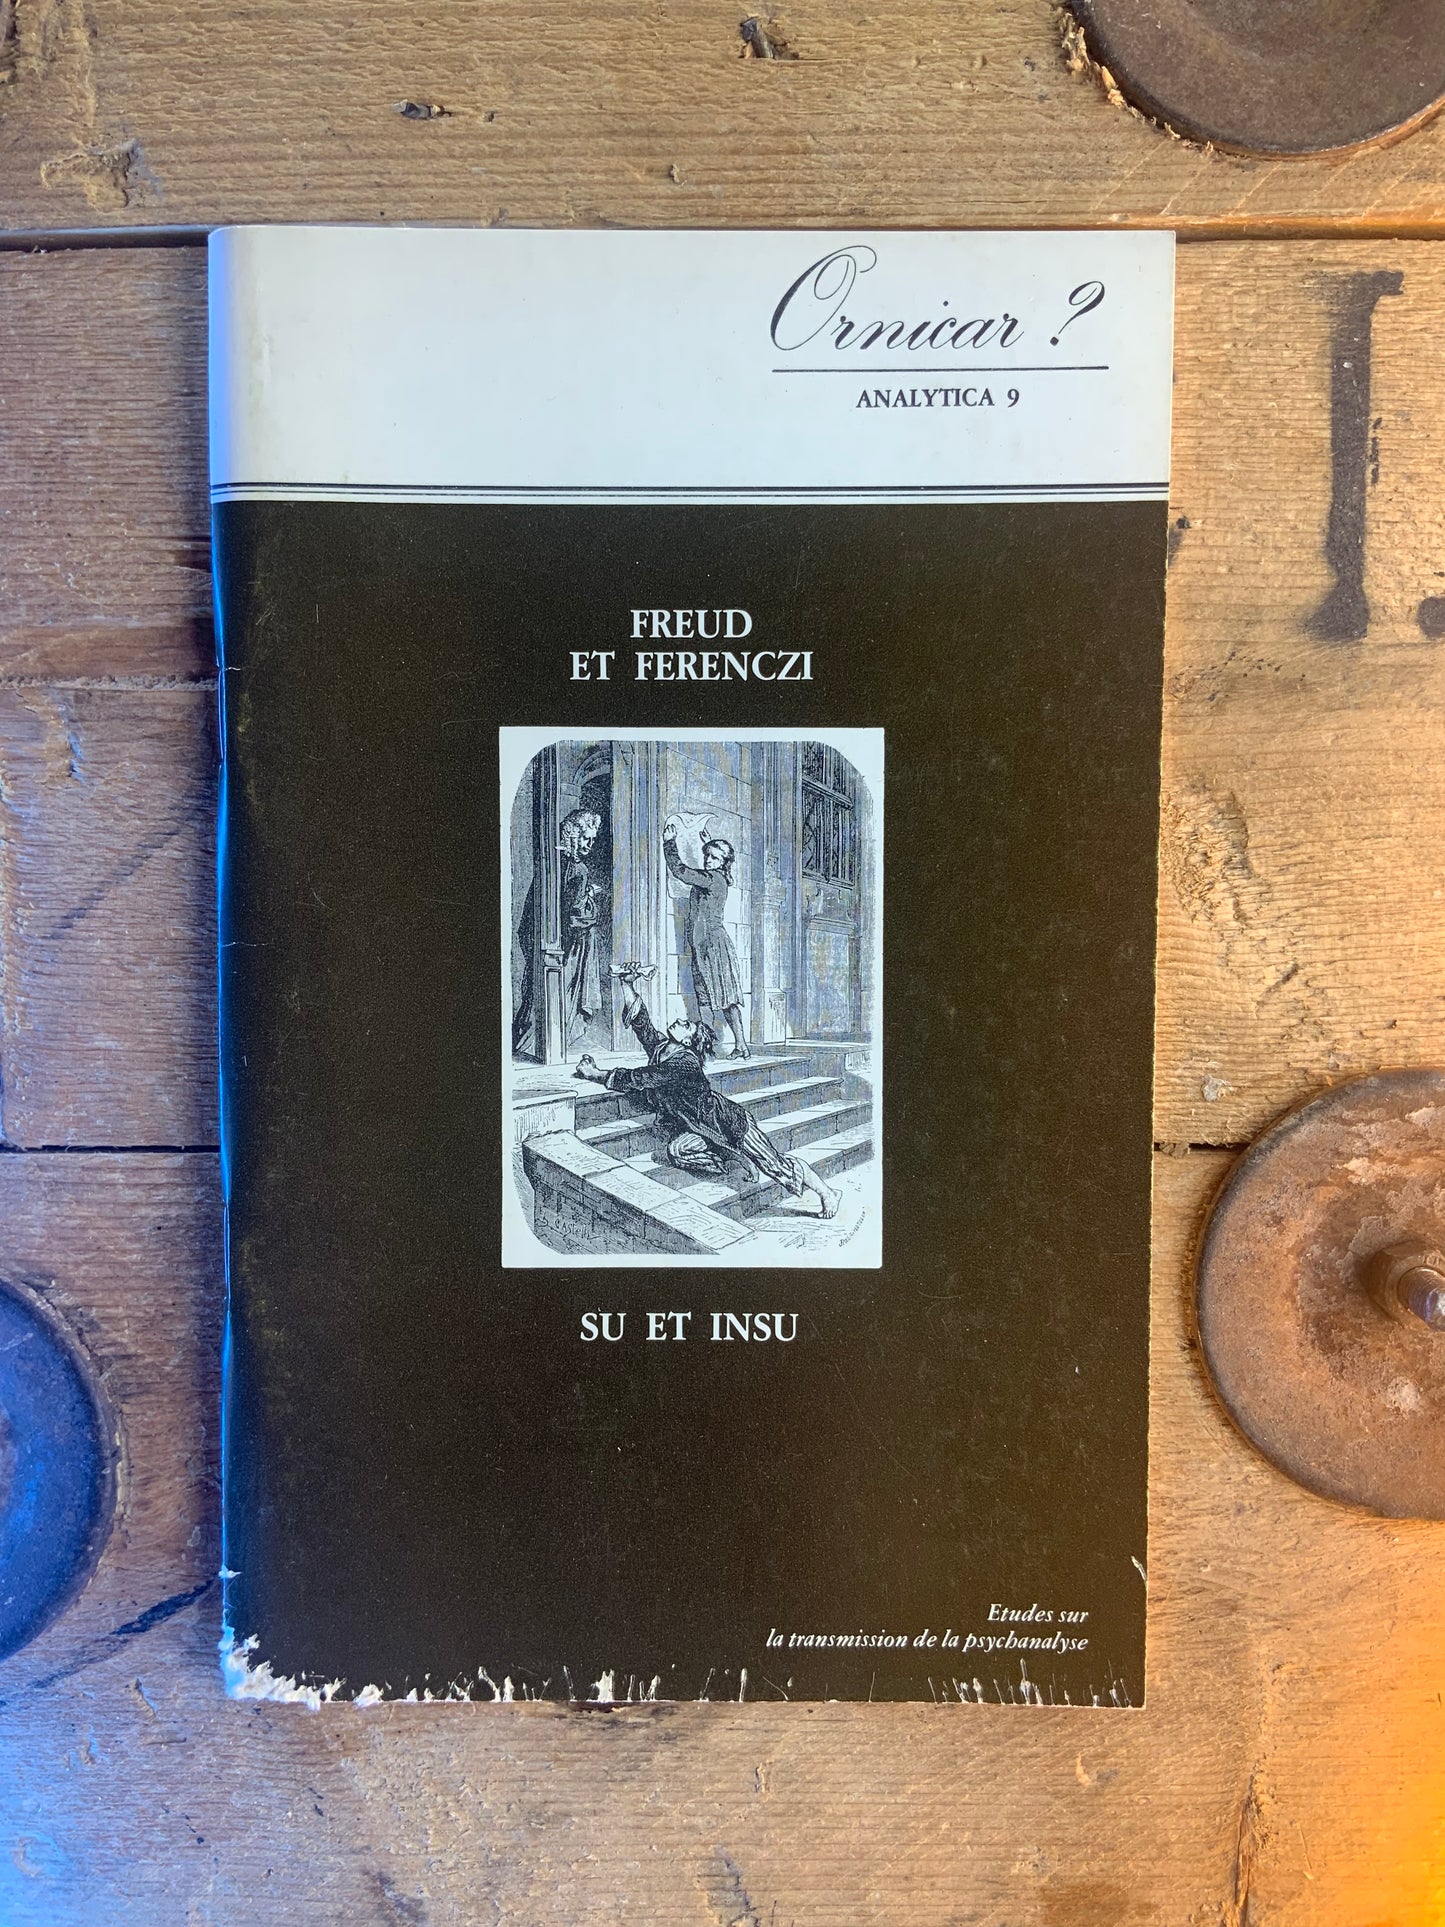 Ornicar ?
ANALYTICA 9
FREUD
ET FERENCZI
SU ET INSU
Etudes sur
la transmission de la psychanalyse
I.